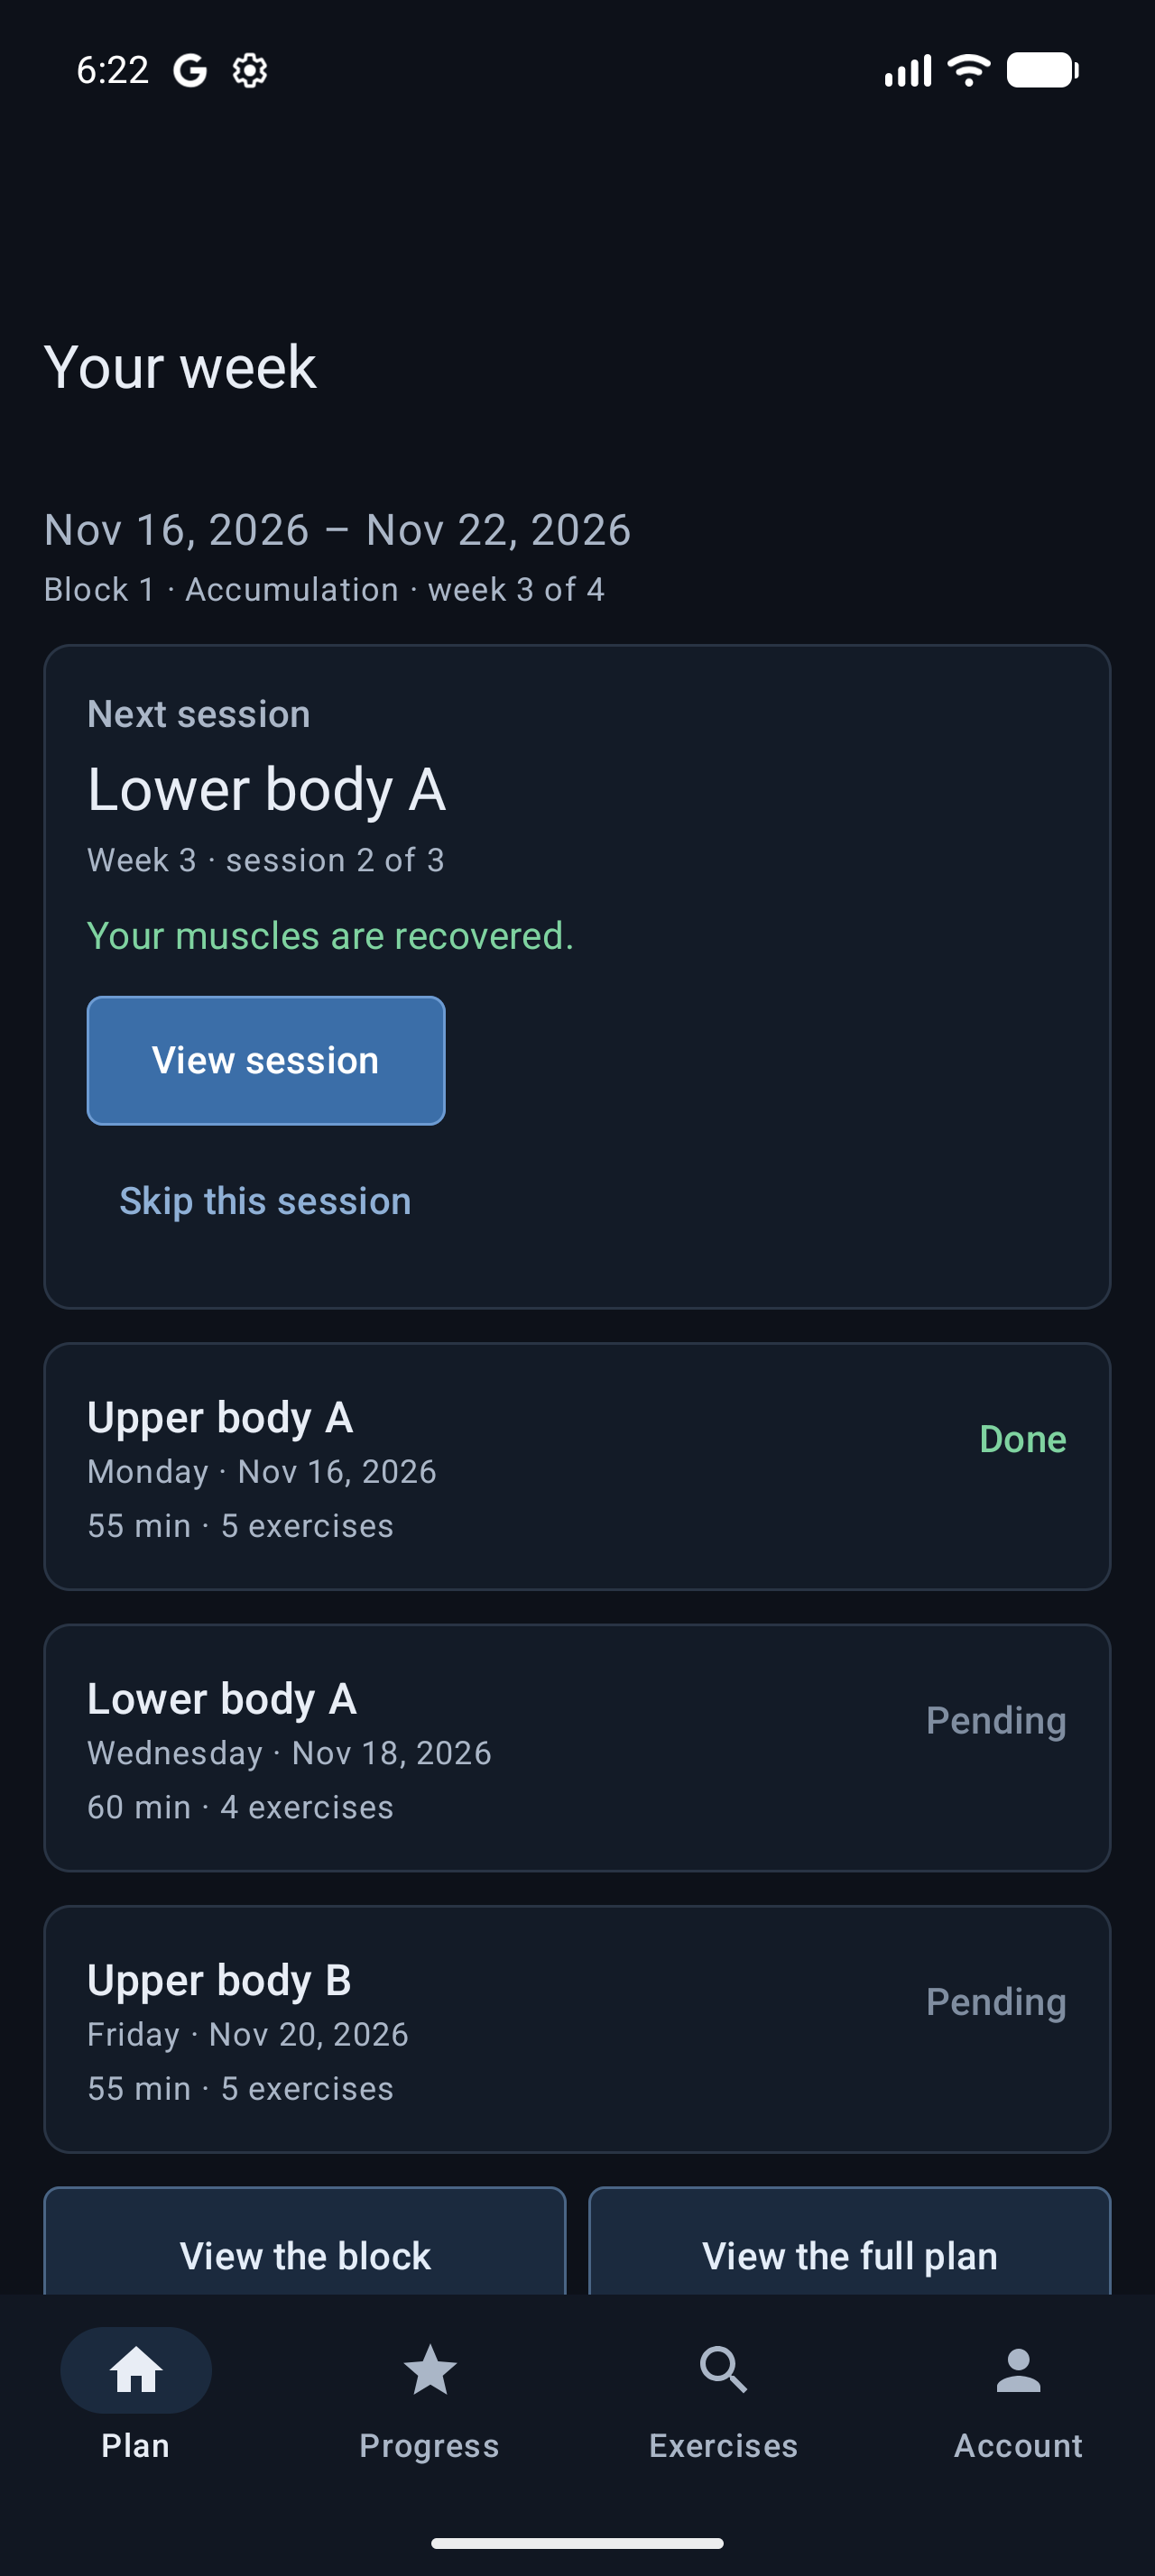 6:22
Your week
Nov 16, 2026 – Nov 22, 2026
Block 1 · Accumulation · week 3 of 4
Next session
Lower body A
Week 3 · session 2 of 3
Your muscles are recovered.
View session
Skip this session
Upper body A
Done
Monday · Nov 16, 2026
55 min · 5 exercises
Lower body A
Pending
Wednesday · Nov 18, 2026
60 min · 4 exercises
Upper body B
Pending
Friday · Nov 20, 2026
55 min · 5 exercises
View the block
View the full plan
Plan
Progress
Exercises
Account